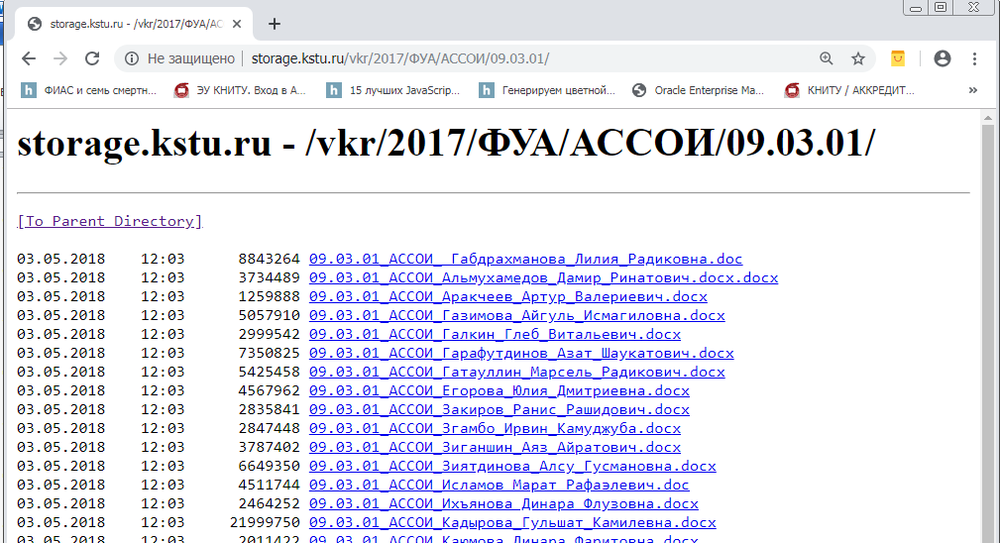 storage.kstu.ru - /vkr/2017/ФУА/АС
Не защищено storage.kstu.ru/vkr/2017/ФУА/АССОИ/09.03.01/
ФИАС и семь смертн... ЭУ КНИТУ. Вход в А... 15 лучших JavaScrip... Генерируем цветной... Oracle Enterprise Ma... КНИТУ / АККРЕДИТ... »
storage.kstu.ru - /vkr/2017/ФУА/АССОИ/09.03.01/
[To Parent Directory]
03.05.2018 12:03 8843264 09.03.01_АССОИ_ Габдрахманова_Лилия_Радиковна.doc
03.05.2018 12:03 3734489 09.03.01_АССОИ_Альмухамедов_Дамир_Ринатович.docx.docx
03.05.2018 12:03 1259888 09.03.01_АССОИ_Аракчеев_Артур_Валериевич.docx
03.05.2018 12:03 5057910 09.03.01_АССОИ_Газимова_Айгуль_Исмагиловна.docx
03.05.2018 12:03 2999542 09.03.01_АССОИ_Галкин_Глеб_Витальевич.docx
03.05.2018 12:03 7350825 09.03.01_АССОИ_Гарафутдинов_Азат_Шаукатович.docx
03.05.2018 12:03 5425458 09.03.01_АССОИ_Гатауллин_Марсель_Радикович.docx
03.05.2018 12:03 4567962 09.03.01_АССОИ_Егорова_Юлия_Дмитриевна.docx
03.05.2018 12:03 2835841 09.03.01_АССОИ_Закиров_Ранис_Рашидович.docx
03.05.2018 12:03 2847448 09.03.01_АССОИ_Згамбо_Ирвин_Камуджуба.docx
03.05.2018 12:03 3787402 09.03.01_АССОИ_Зиганшин_Аяз_Айратович.docx
03.05.2018 12:03 6649350 09.03.01_АССОИ_Зиятдинова_Алсу_Гусмановна.docx
03.05.2018 12:03 4511744 09.03.01_АССОИ_Исламов_Марат_Рафаэлевич.doc
03.05.2018 12:03 2464252 09.03.01_АССОИ_Ихъянова_Динара_Флузовна.docx
03.05.2018 12:03 21999750 09.03.01_АССОИ_Кадырова_Гульшат_Камилевна.docx
03.05.2018 12:03 2011422 09.03.01_АССОИ_Каюмова_Динара_Фаритовна.docx